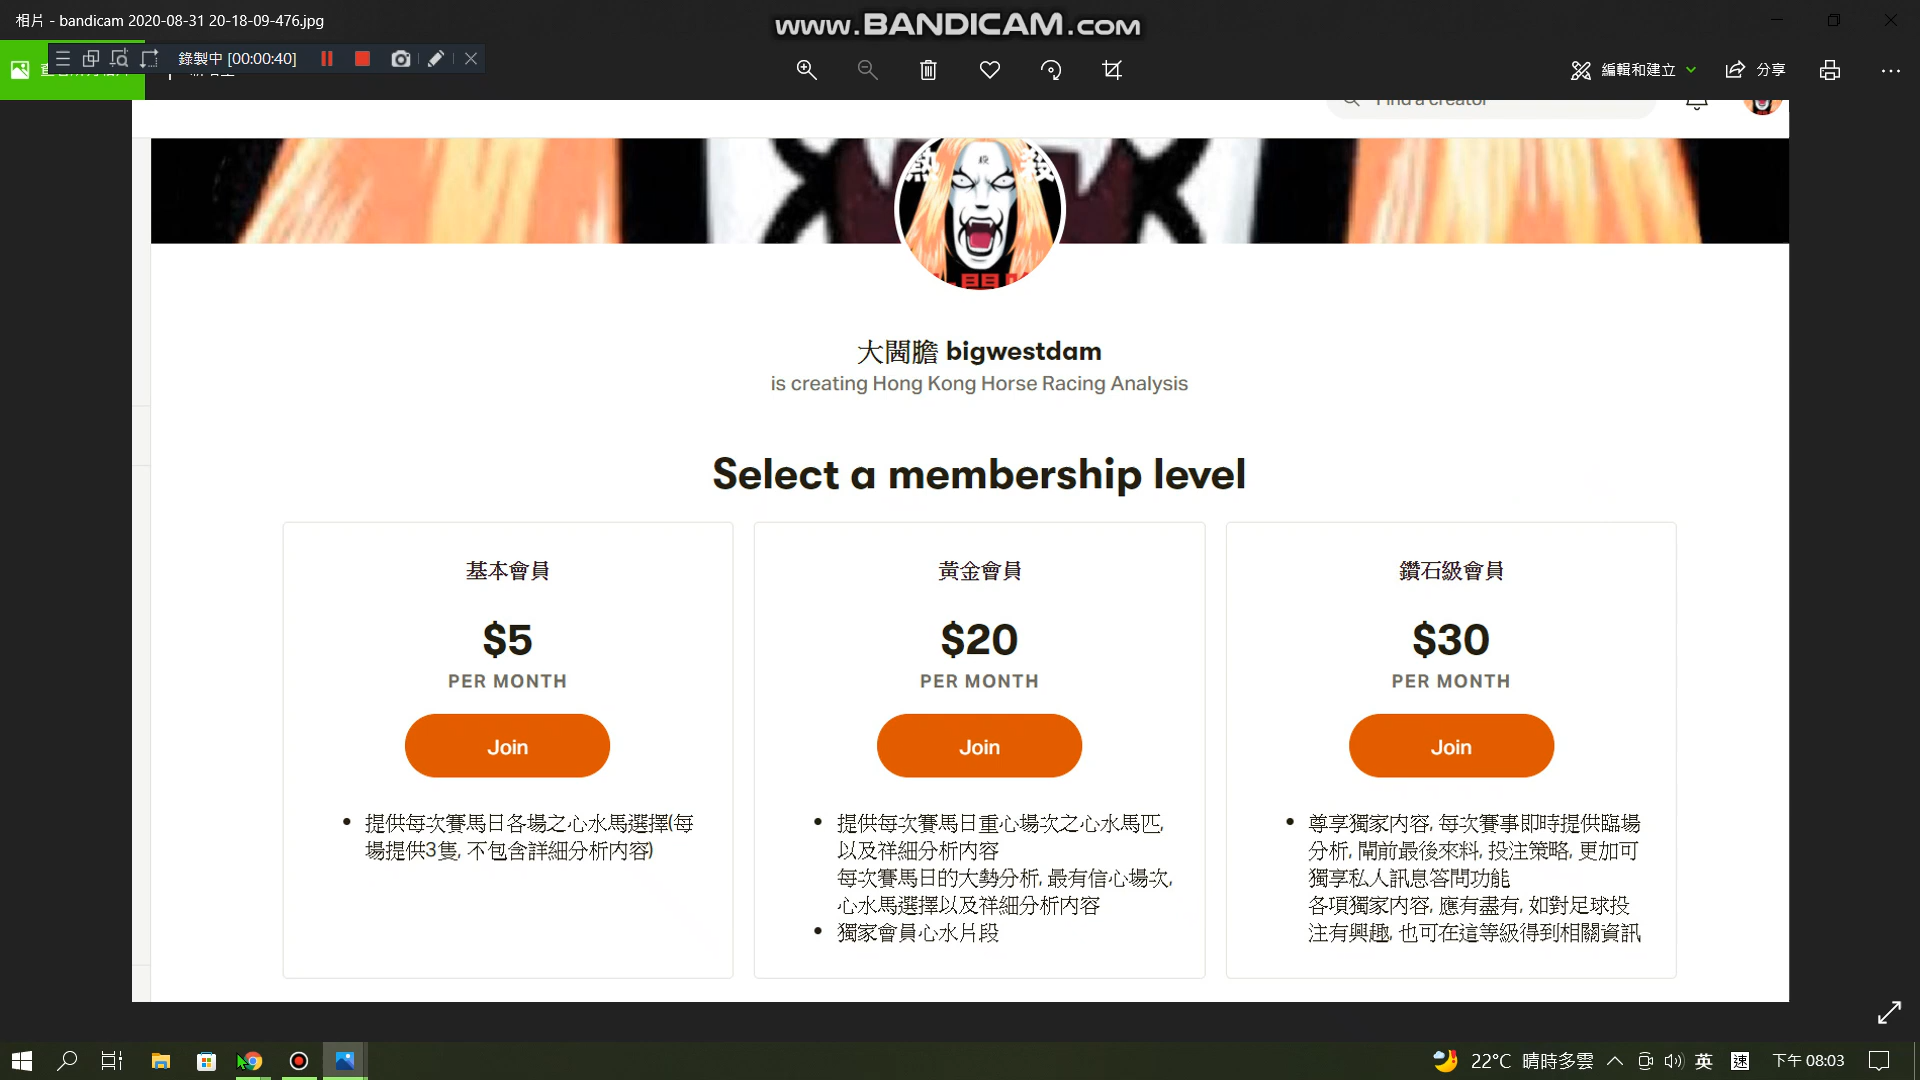 相片 - bandicam 2020-08-31 20-18-09-476.jpg
www.BANDICAM.com
錄製中 [00:00:40]
編輯和建立
分享
Find a creator
熱 殺
殺
大闊膽 bigwestdam
is creating Hong Kong Horse Racing Analysis
Select a membership level
基本會員
$5
PER MONTH
Join
• 提供每次賽馬日各場之心水馬選擇(每
場提供3隻, 不包含詳細分析內容)
黃金會員
$20
PER MONTH
Join
• 提供每次賽馬日重心場次之心水馬匹,
以及祥細分析內容
每次賽馬日的大勢分析, 最有信心場次,
心水馬選擇以及祥細分析內容
• 獨家會員心水片段
鑽石級會員
$30
PER MONTH
Join
• 尊享獨家內容, 每次賽事即時提供臨場
分析, 閘前最後來料, 投注策略, 更加可
獨享私人訊息答問功能
各項獨家內容, 應有盡有, 如對足球投
注有興趣, 也可在這等級得到相關資訊
22°C 晴時多雲
英
速
下午 08:03